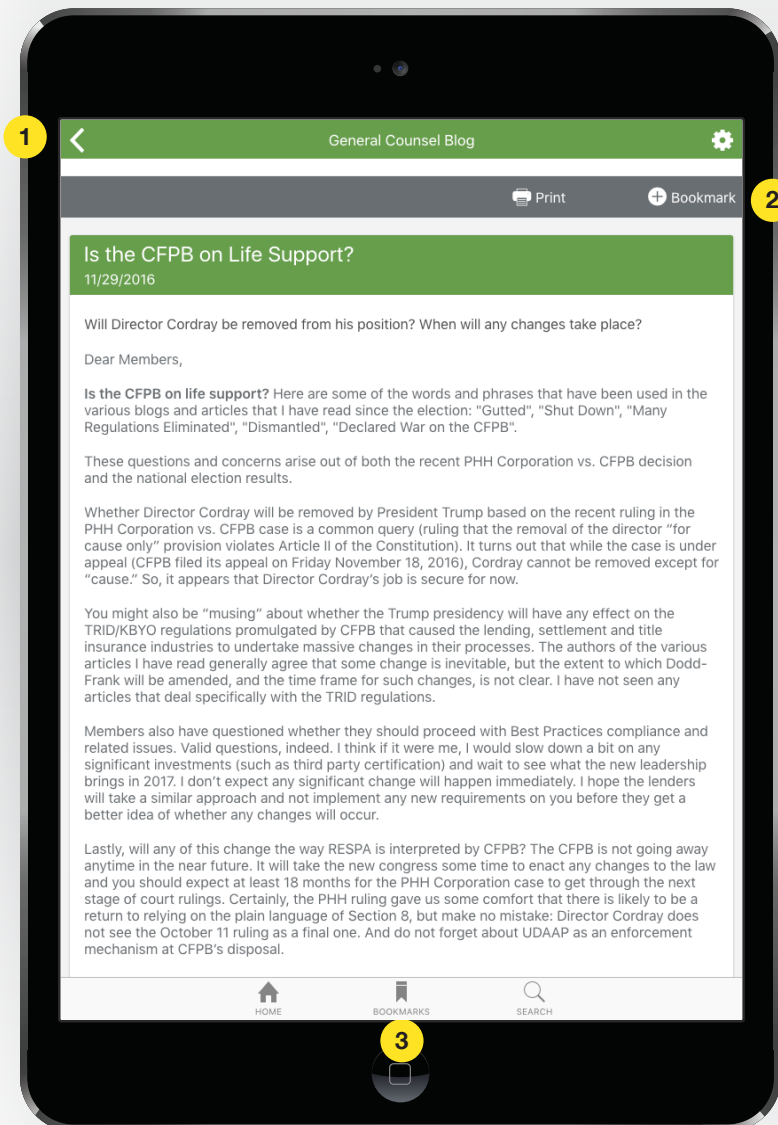 1
General Counsel Blog
Print
Bookmark
2
Is the CFPB on Life Support?
11/29/2016
Will Director Cordray be removed from his position? When will any changes take place?
Dear Members,
Is the CFPB on life support? Here are some of the words and phrases that have been used in the
various blogs and articles that I have read since the election: "Gutted", "Shut Down", "Many
Regulations Eliminated", "Dismantled", "Declared War on the CFPB".
These questions and concerns arise out of both the recent PHH Corporation vs. CFPB decision
and the national election results.
Whether Director Cordray will be removed by President Trump based on the recent ruling in the
PHH Corporation vs. CFPB case is a common query (ruling that the removal of the director “for
cause only” provision violates Article II of the Constitution). It turns out that while the case is under
appeal (CFPB filed its appeal on Friday November 18, 2016), Cordray cannot be removed except for
“cause.” So, it appears that Director Cordray’s job is secure for now.
You might also be “musing” about whether the Trump presidency will have any effect on the
TRID/KBYO regulations promulgated by CFPB that caused the lending, settlement and title
insurance industries to undertake massive changes in their processes. The authors of the various
articles I have read generally agree that some change is inevitable, but the extent to which Dodd-
Frank will be amended, and the time frame for such changes, is not clear. I have not seen any
articles that deal specifically with the TRID regulations.
Members also have questioned whether they should proceed with Best Practices compliance and
related issues. Valid questions, indeed. I think if it were me, I would slow down a bit on any
significant investments (such as third party certification) and wait to see what the new leadership
brings in 2017. I don’t expect any significant change will happen immediately. I hope the lenders
will take a similar approach and not implement any new requirements on you before they get a
better idea of whether any changes will occur.
Lastly, will any of this change the way RESPA is interpreted by CFPB? The CFPB is not going away
anytime in the near future. It will take the new congress some time to enact any changes to the law
and you should expect at least 18 months for the PHH Corporation case to get through the next
stage of court rulings. Certainly, the PHH ruling gave us some comfort that there is likely to be a
return to relying on the plain language of Section 8, but make no mistake: Director Cordray does
not see the October 11 ruling as a final one. And do not forget about UDAAP as an enforcement
mechanism at CFPB’s disposal.
HOME
BOOKMARKS
SEARCH
3